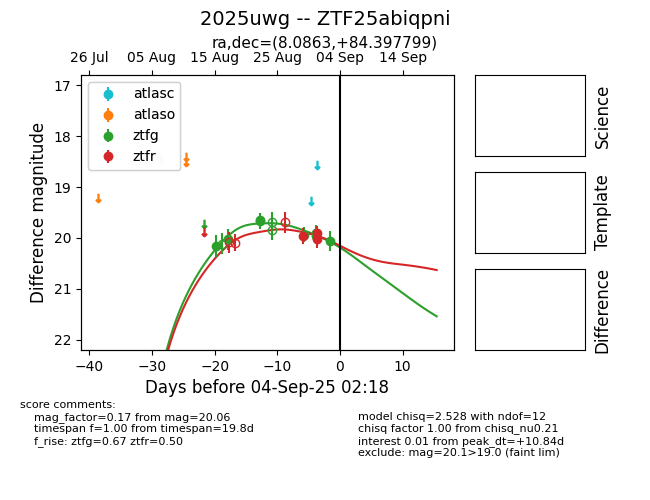 2025uwg -- ZTF25abiqpni
ra,dec=(8.0863,+84.397799)
26 Jul 05 Aug 15 Aug 25 Aug 04 Sep 14 Sep
17
18
19
20
21
22
Difference magnitude
atlasc
atlaso
ztfg
ztfr
−40 −30 −20 −10 0 10
Days before 04-Sep-25 02:18
Science
Template
Difference
score comments:
mag_factor=0.17 from mag=20.06
timespan f=1.00 from timespan=19.8d
f_rise: ztfg=0.67 ztfr=0.50
model chisq=2.528 with ndof=12
chisq factor 1.00 from chisq_nu0.21
interest 0.01 from peak_dt=+10.84d
exclude: mag=20.1>19.0 (faint lim)